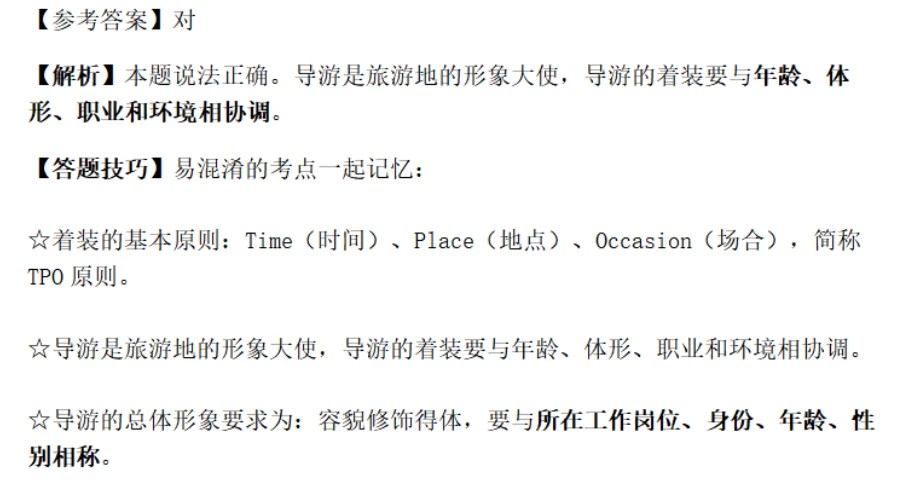 【参考答案】对
【解析】本题说法正确。导游是旅游地的形象大使，导游的着装要与年龄、体
形、职业和环境相协调。
【答题技巧】易混淆的考点一起记忆：
☆着装的基本原则：Time（时间）、Place（地点）、Occasion（场合），简称
TPO 原则。
☆导游是旅游地的形象大使，导游的着装要与年龄、体形、职业和环境相协调。
☆导游的总体形象要求为：容貌修饰得体，要与所在工作岗位、身份、年龄、性
别相称。